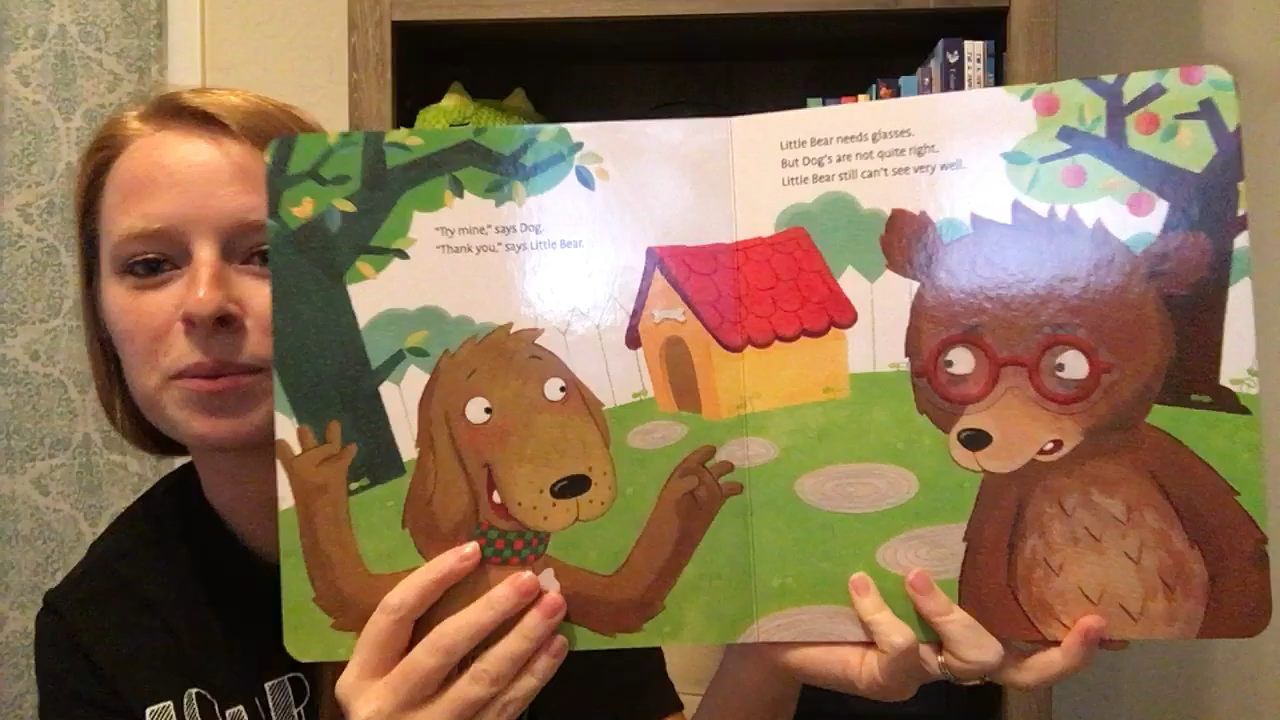 "Try mine," says Dog.
"Thank you," says Little Bear.
Little Bear needs glasses.
But Dog's are not quite right.
Little Bear still can't see very well.